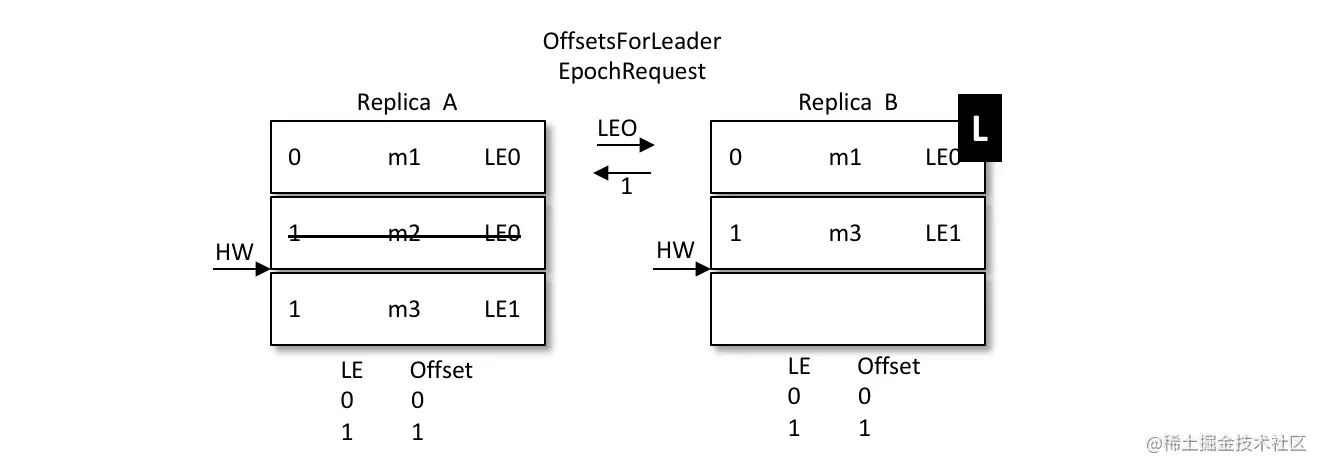 OffsetsForLeader
EpochRequest
Replica A
Replica B
L
0 m1 LE0
LEO
1
0 m1 LE0
1 m2 LE0
1 m3 LE1
HW
HW
1 m3 LE1
LE Offset
0 0
1 1
LE Offset
0 0
1 1
@稀土掘金技术社区